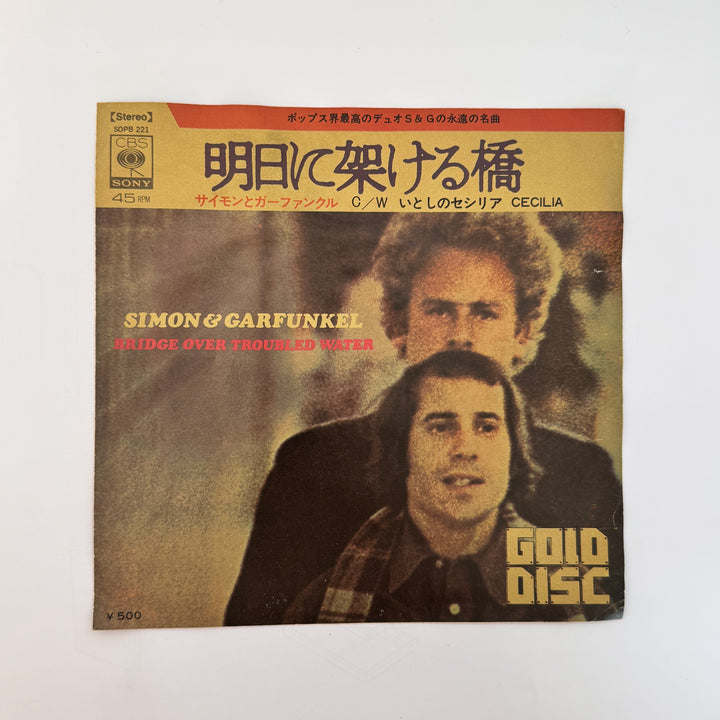 ポップス界最高のデュオS&Gの永遠の名曲
【Stereo】
SOPB 221
CBS
SONY
45 RPM
明日に架ける橋
サイモンとガーファンクル C/W いとしのセシリア CECILIA
SIMON & GARFUNKEL
BRIDGE OVER TROUBLED WATER
GOLD
DISC
¥500